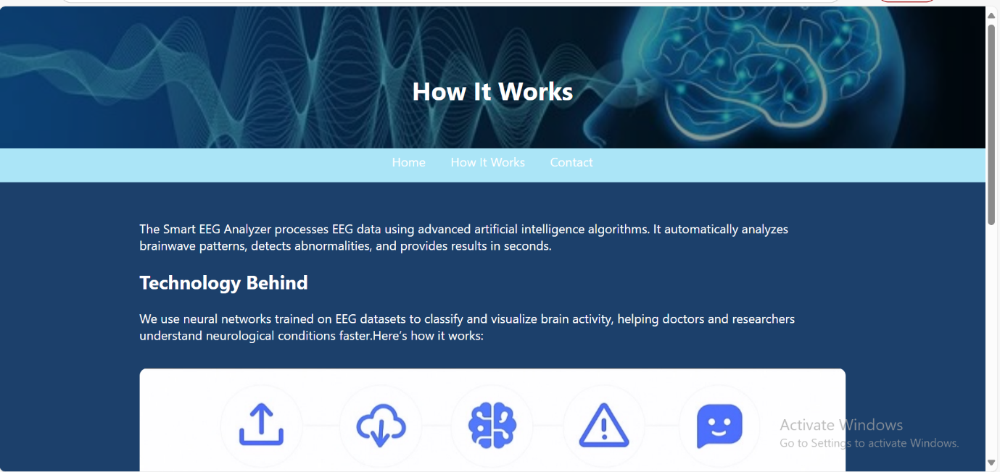 How It Works
Home How It Works Contact
The Smart EEG Analyzer processes EEG data using advanced artificial intelligence algorithms. It automatically analyzes
brainwave patterns, detects abnormalities, and provides results in seconds.
Technology Behind
We use neural networks trained on EEG datasets to classify and visualize brain activity, helping doctors and researchers
understand neurological conditions faster.Here’s how it works:
Activate Windows
Go to Settings to activate Windows.